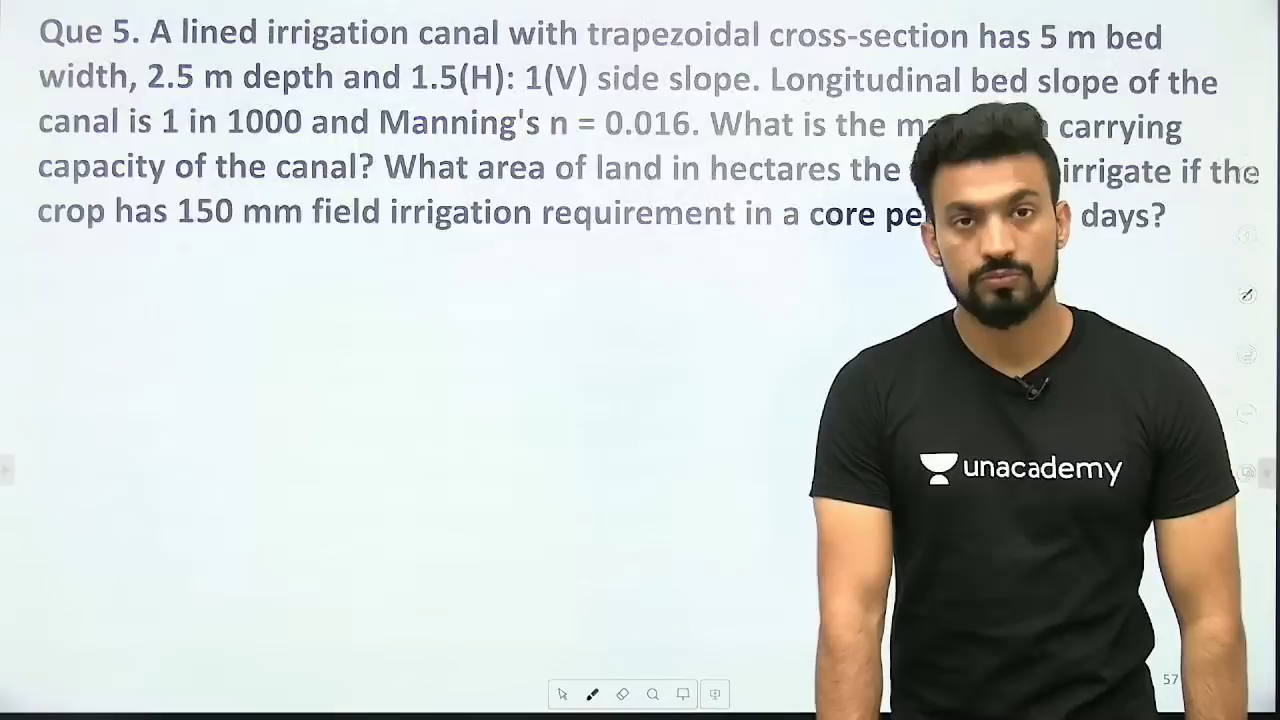 Que 5. A lined irrigation canal with trapezoidal cross-section has 5 m bed
width, 2.5 m depth and 1.5(H): 1(V) side slope. Longitudinal bed slope of the
canal is 1 in 1000 and Manning's n = 0.016. What is the carrying
capacity of the canal? What area of land in hectares the irrigate if the
crop has 150 mm field irrigation requirement in a core days?
unacademy
57